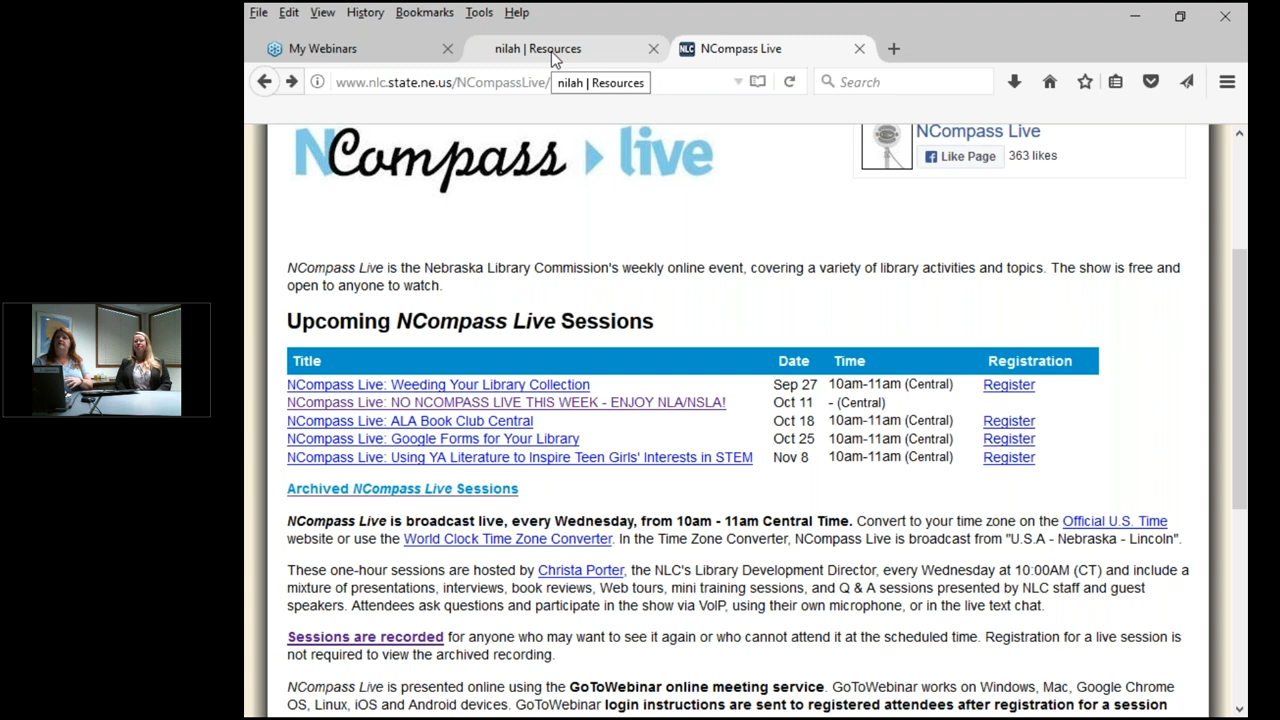 File Edit View History Bookmarks Tools Help
My Webinars nilah | Resources NLC NCompass Live
www.nlc.state.ne.us/NCompassLive/ nilah | Resources Search
NCompass live
NCompass Live
Like Page 363 likes
NCompass Live is the Nebraska Library Commission's weekly online event, covering a variety of library activities and topics. The show is free and
open to anyone to watch.
Upcoming NCompass Live Sessions
Title Date Time Registration
NCompass Live: Weeding Your Library Collection Sep 27 10am-11am (Central) Register
NCompass Live: NO NCOMPASS LIVE THIS WEEK - ENJOY NLA/NSLA! Oct 11 - (Central)
NCompass Live: ALA Book Club Central Oct 18 10am-11am (Central) Register
NCompass Live: Google Forms for Your Library Oct 25 10am-11am (Central) Register
NCompass Live: Using YA Literature to Inspire Teen Girls' Interests in STEM Nov 8 10am-11am (Central) Register
Archived NCompass Live Sessions
NCompass Live is broadcast live, every Wednesday, from 10am - 11am Central Time. Convert to your time zone on the Official U.S. Time
website or use the World Clock Time Zone Converter. In the Time Zone Converter, NCompass Live is broadcast from "U.S.A - Nebraska - Lincoln".
These one-hour sessions are hosted by Christa Porter, the NLC's Library Development Director, every Wednesday at 10:00AM (CT) and include a
mixture of presentations, interviews, book reviews, Web tours, mini training sessions, and Q & A sessions presented by NLC staff and guest
speakers. Attendees ask questions and participate in the show via VoIP, using their own microphone, or in the live text chat.
Sessions are recorded for anyone who may want to see it again or who cannot attend it at the scheduled time. Registration for a live session is
not required to view the archived recording.
NCompass Live is presented online using the GoToWebinar online meeting service. GoToWebinar works on Windows, Mac, Google Chrome
OS, Linux, iOS and Android devices. GoToWebinar login instructions are sent to registered attendees after registration for a session